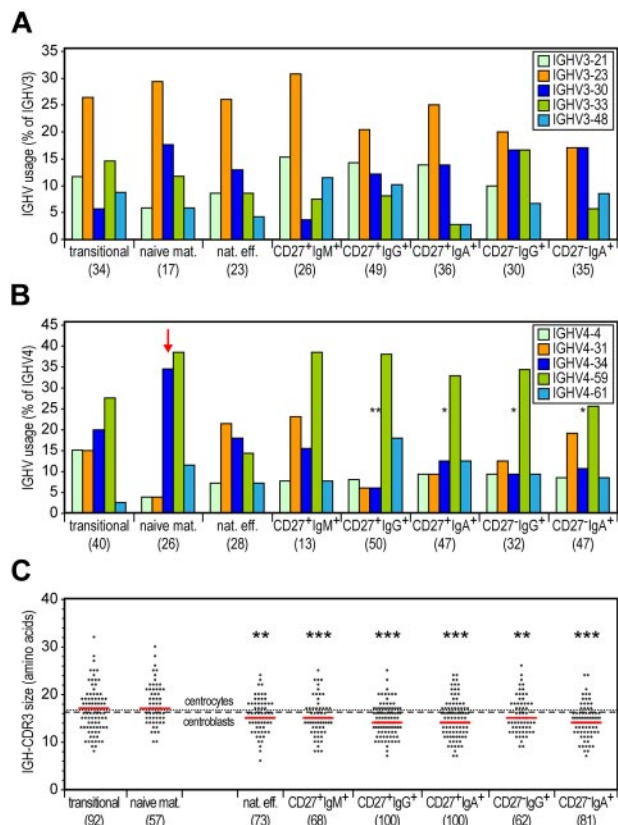 A
IGHV usage (% of IGHV3)
35
30
25
20
15
10
5
0
IGHV3-21
IGHV3-23
IGHV3-30
IGHV3-33
IGHV3-48
transitional naive mat. nat. eff. CD27⁺IgM⁺ CD27⁺IgG⁺ CD27⁺IgA⁺ CD27⁻IgG⁺ CD27⁻IgA⁺
(34) (17) (23) (26) (49) (36) (30) (35)
B
IGHV usage (% of IGHV4)
45
40
35
30
25
20
15
10
5
0
IGHV4-4
IGHV4-31
IGHV4-34
IGHV4-59
IGHV4-61
** * * *
transitional naive mat. nat. eff. CD27⁺IgM⁺ CD27⁺IgG⁺ CD27⁺IgA⁺ CD27⁻IgG⁺ CD27⁻IgA⁺
(40) (26) (28) (13) (50) (47) (32) (47)
C
IGH-CDR3 size (amino acids)
40
30
20
10
0
** *** *** *** ** ***
centrocytes
centroblasts
transitional naive mat. nat. eff. CD27⁺IgM⁺ CD27⁺IgG⁺ CD27⁺IgA⁺ CD27⁻IgG⁺ CD27⁻IgA⁺
(92) (57) (73) (68) (100) (100) (62) (81)